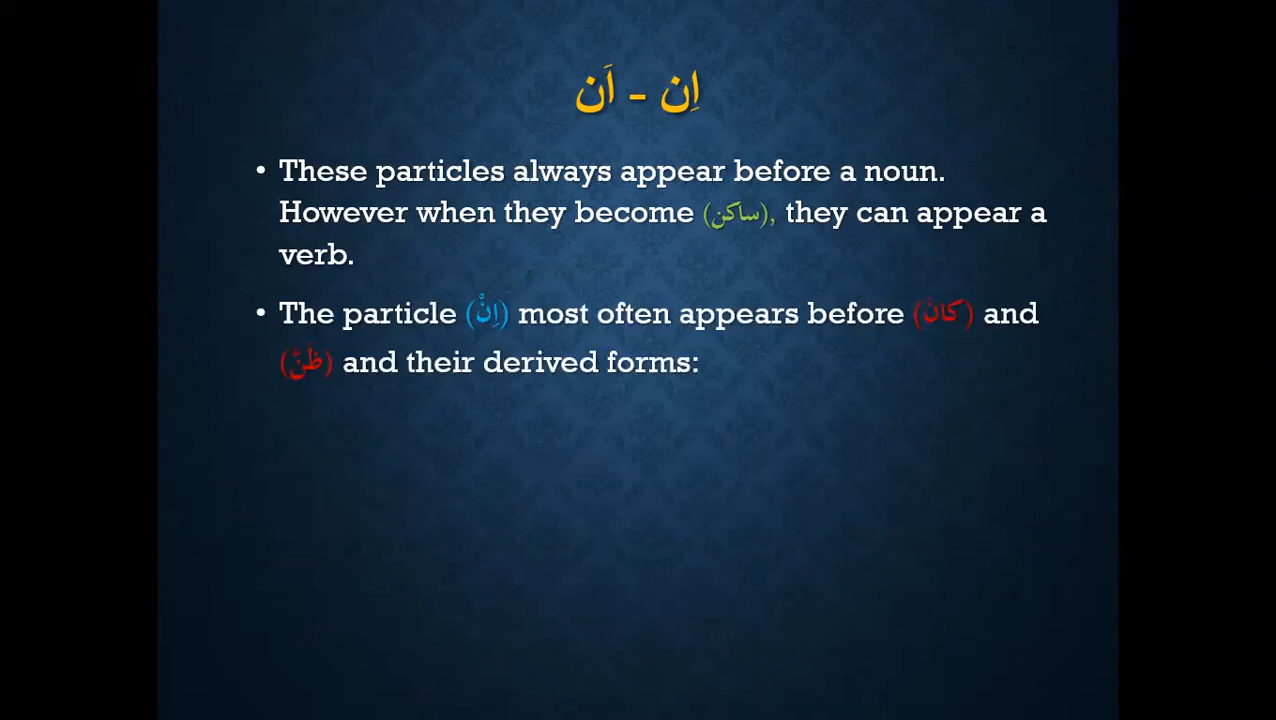 اِن - اَن
• These particles always appear before a noun.
However when they become (ساكن), they can appear a
verb.
• The particle (اِنْ) most often appears before (كَانَ) and
(ظَنَّ) and their derived forms: